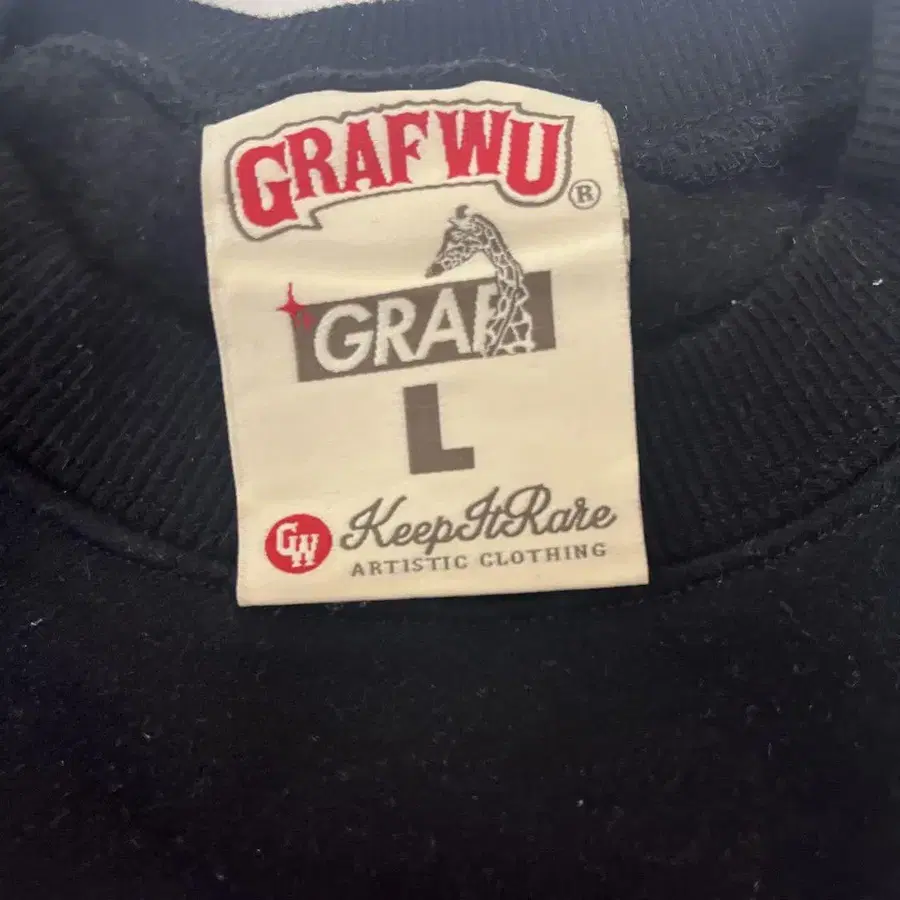 GRAFWU ®
GRAF
L
GW KeepItRare
ARTISTIC CLOTHING